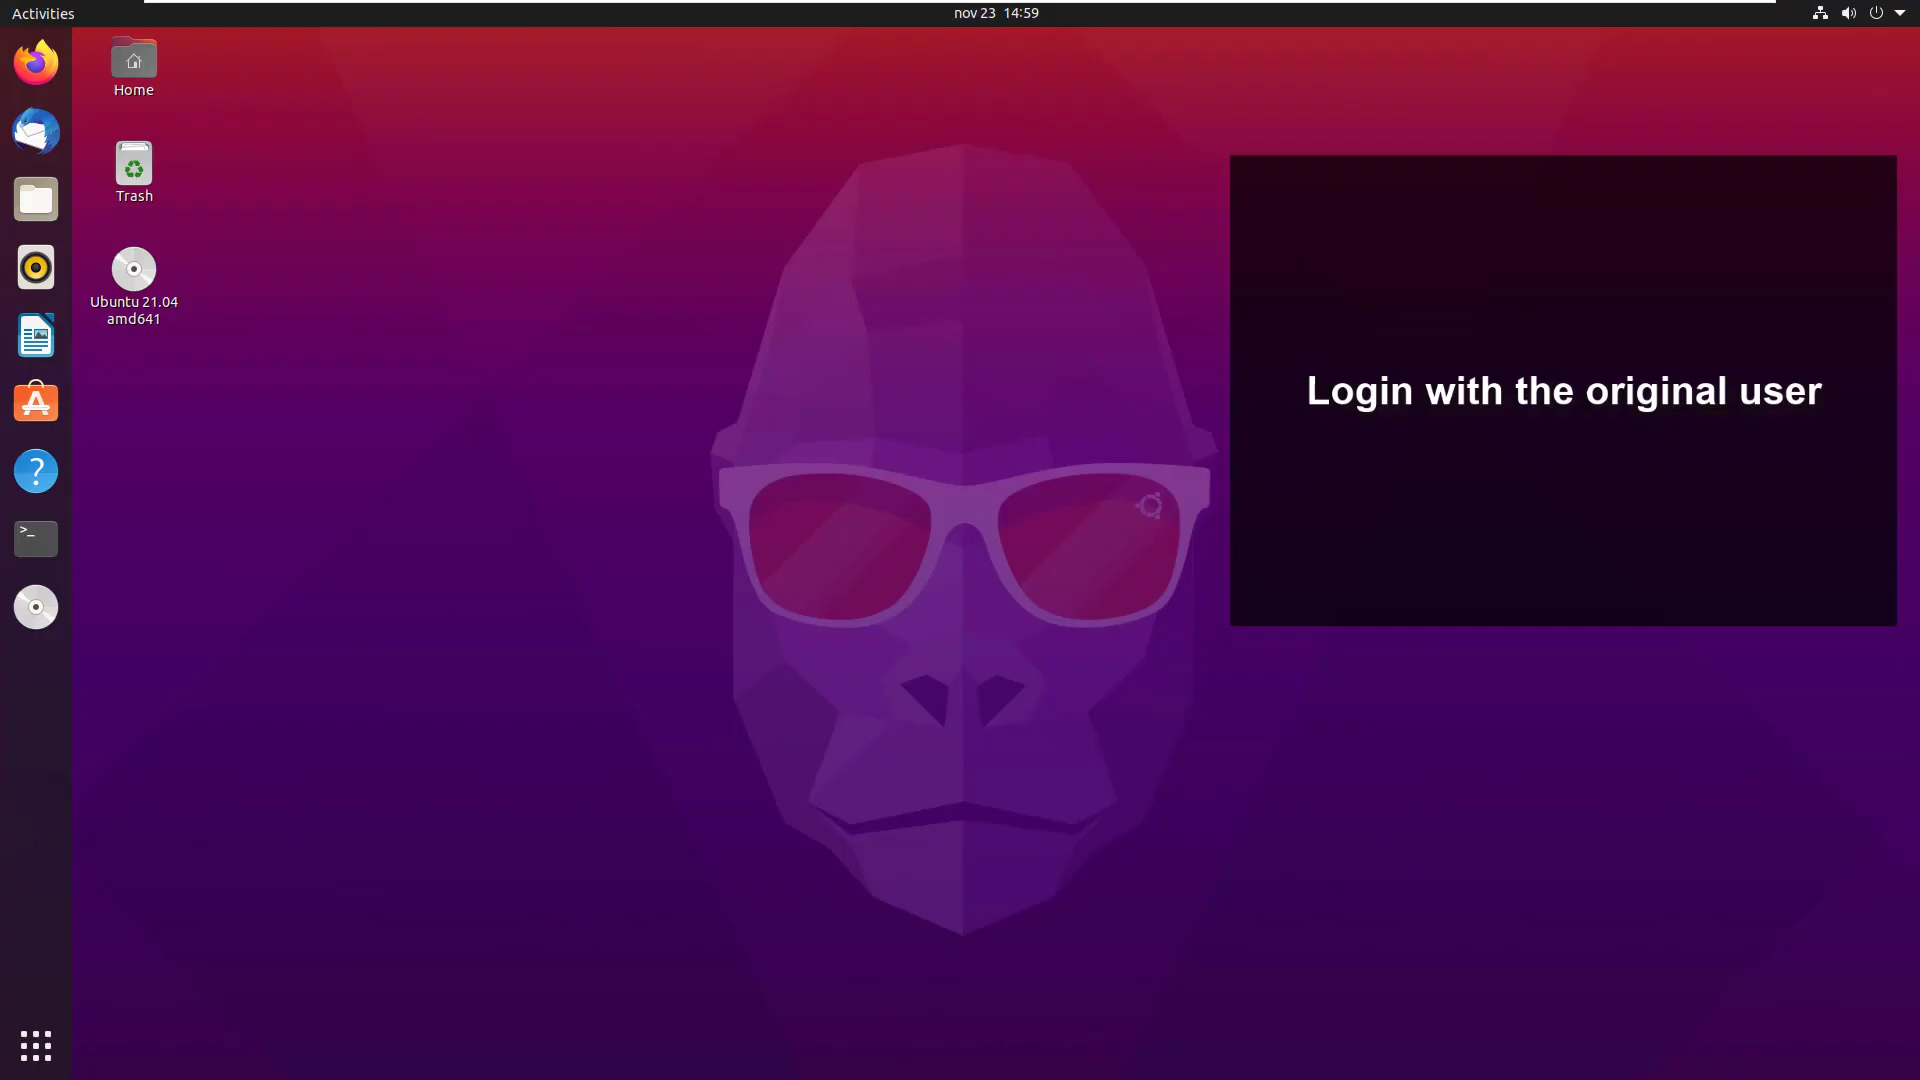 Activities
nov 23 14:59
Home
Trash
Ubuntu 21.04
amd641
Login with the original user